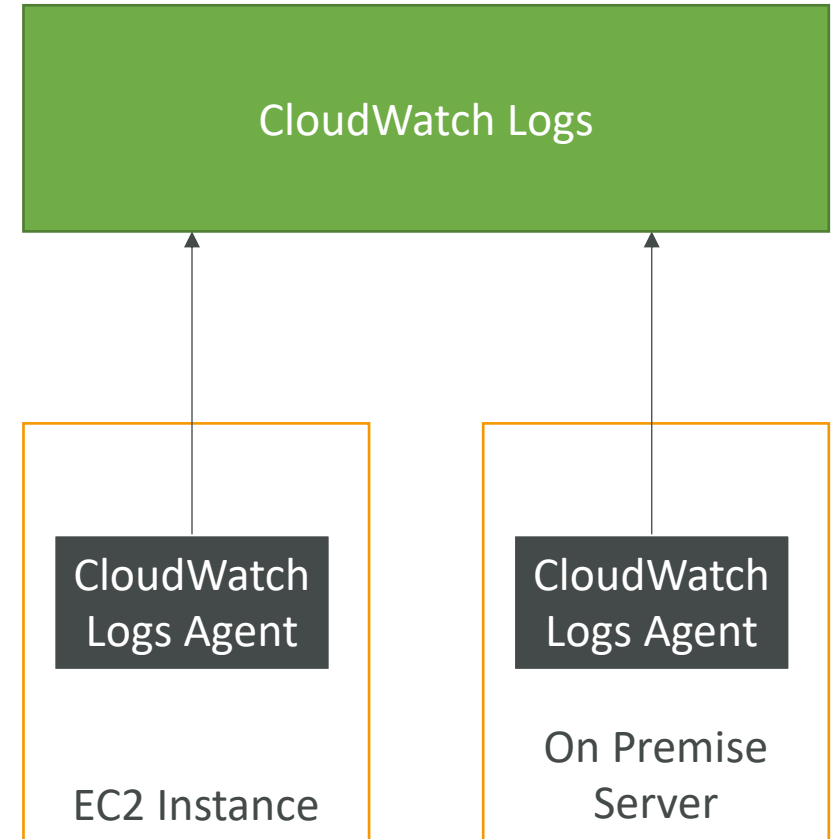 CloudWatch Logs
CloudWatch
Logs Agent
EC2 Instance
CloudWatch
Logs Agent
On Premise
Server